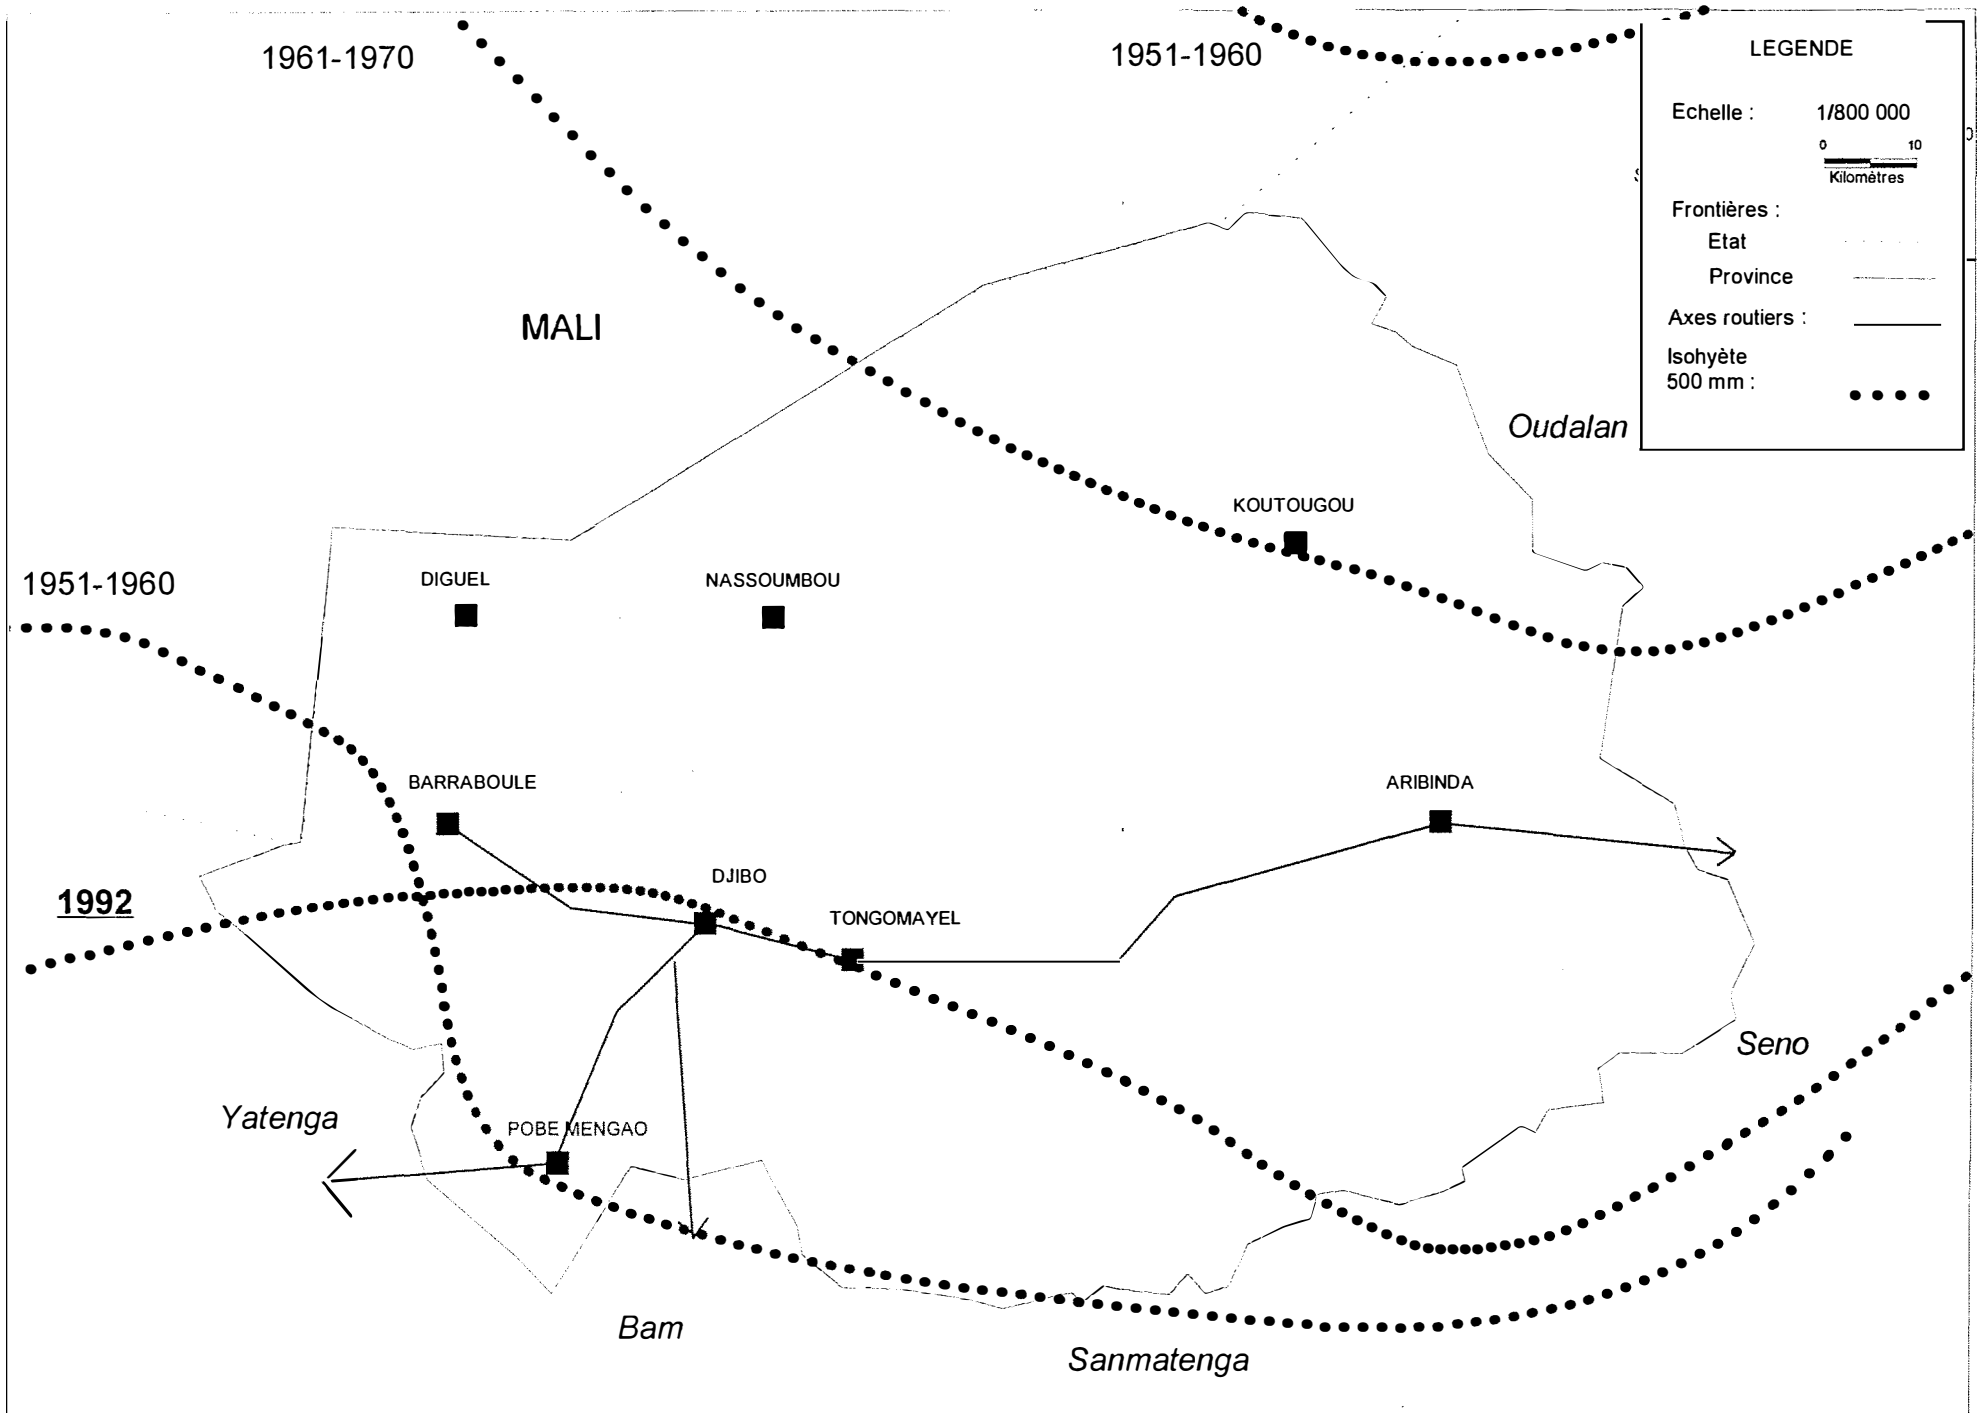 1961-1970
1951-1960
LEGENDE
Echelle : 1/800 000
0 10
Kilomètres
Frontières :
Etat
Province
Axes routiers :
Isohyète
500 mm :
MALI
Oudalan
KOUTOUGOU
1951-1960
DIGUEL
NASSOUMBOU
BARRABOULE
ARIBINDA
1992
DJIBO
TONGOMAYEL
Seno
Yatenga
POBE MENGAO
Bam
Sanmatenga